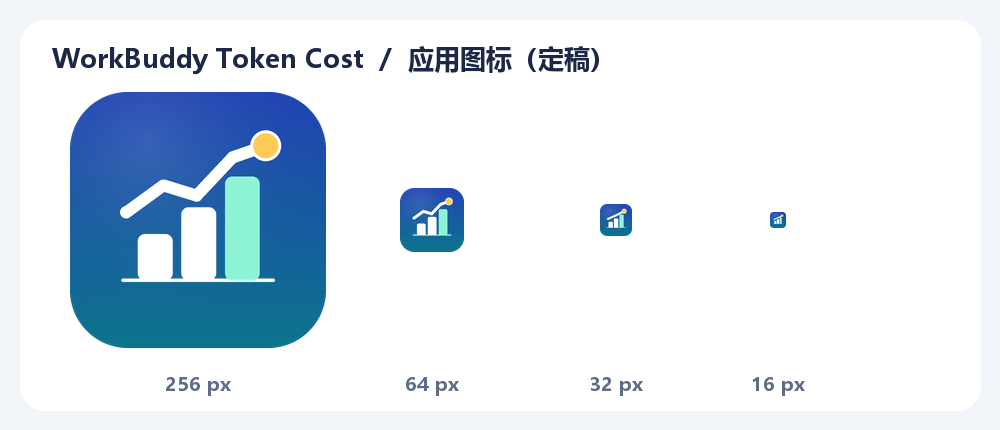 WorkBuddy Token Cost / 应用图标（定稿）
256 px
64 px
32 px
16 px